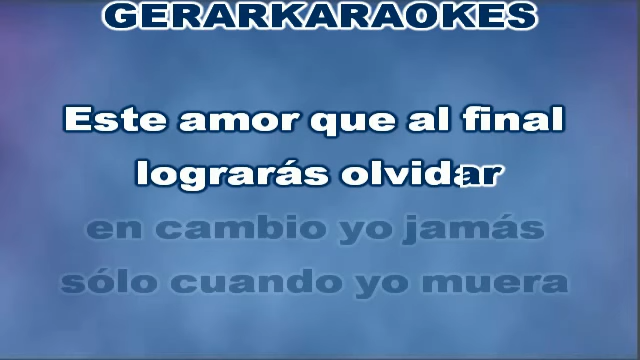 GERARKARAOKES
Este amor que al final
lograrás olvidar
en cambio yo jamás
sólo cuando yo muera